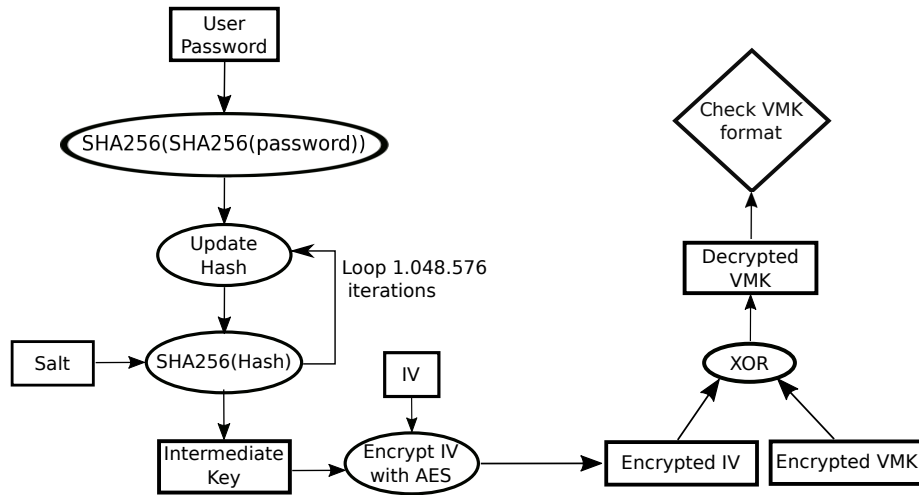 User
Password
SHA256(SHA256(password))
Update
Hash
Loop 1.048.576
iterations
Salt
SHA256(Hash)
IV
Intermediate
Key
Encrypt IV
with AES
Encrypted IV
Encrypted VMK
XOR
Decrypted
VMK
Check VMK
format